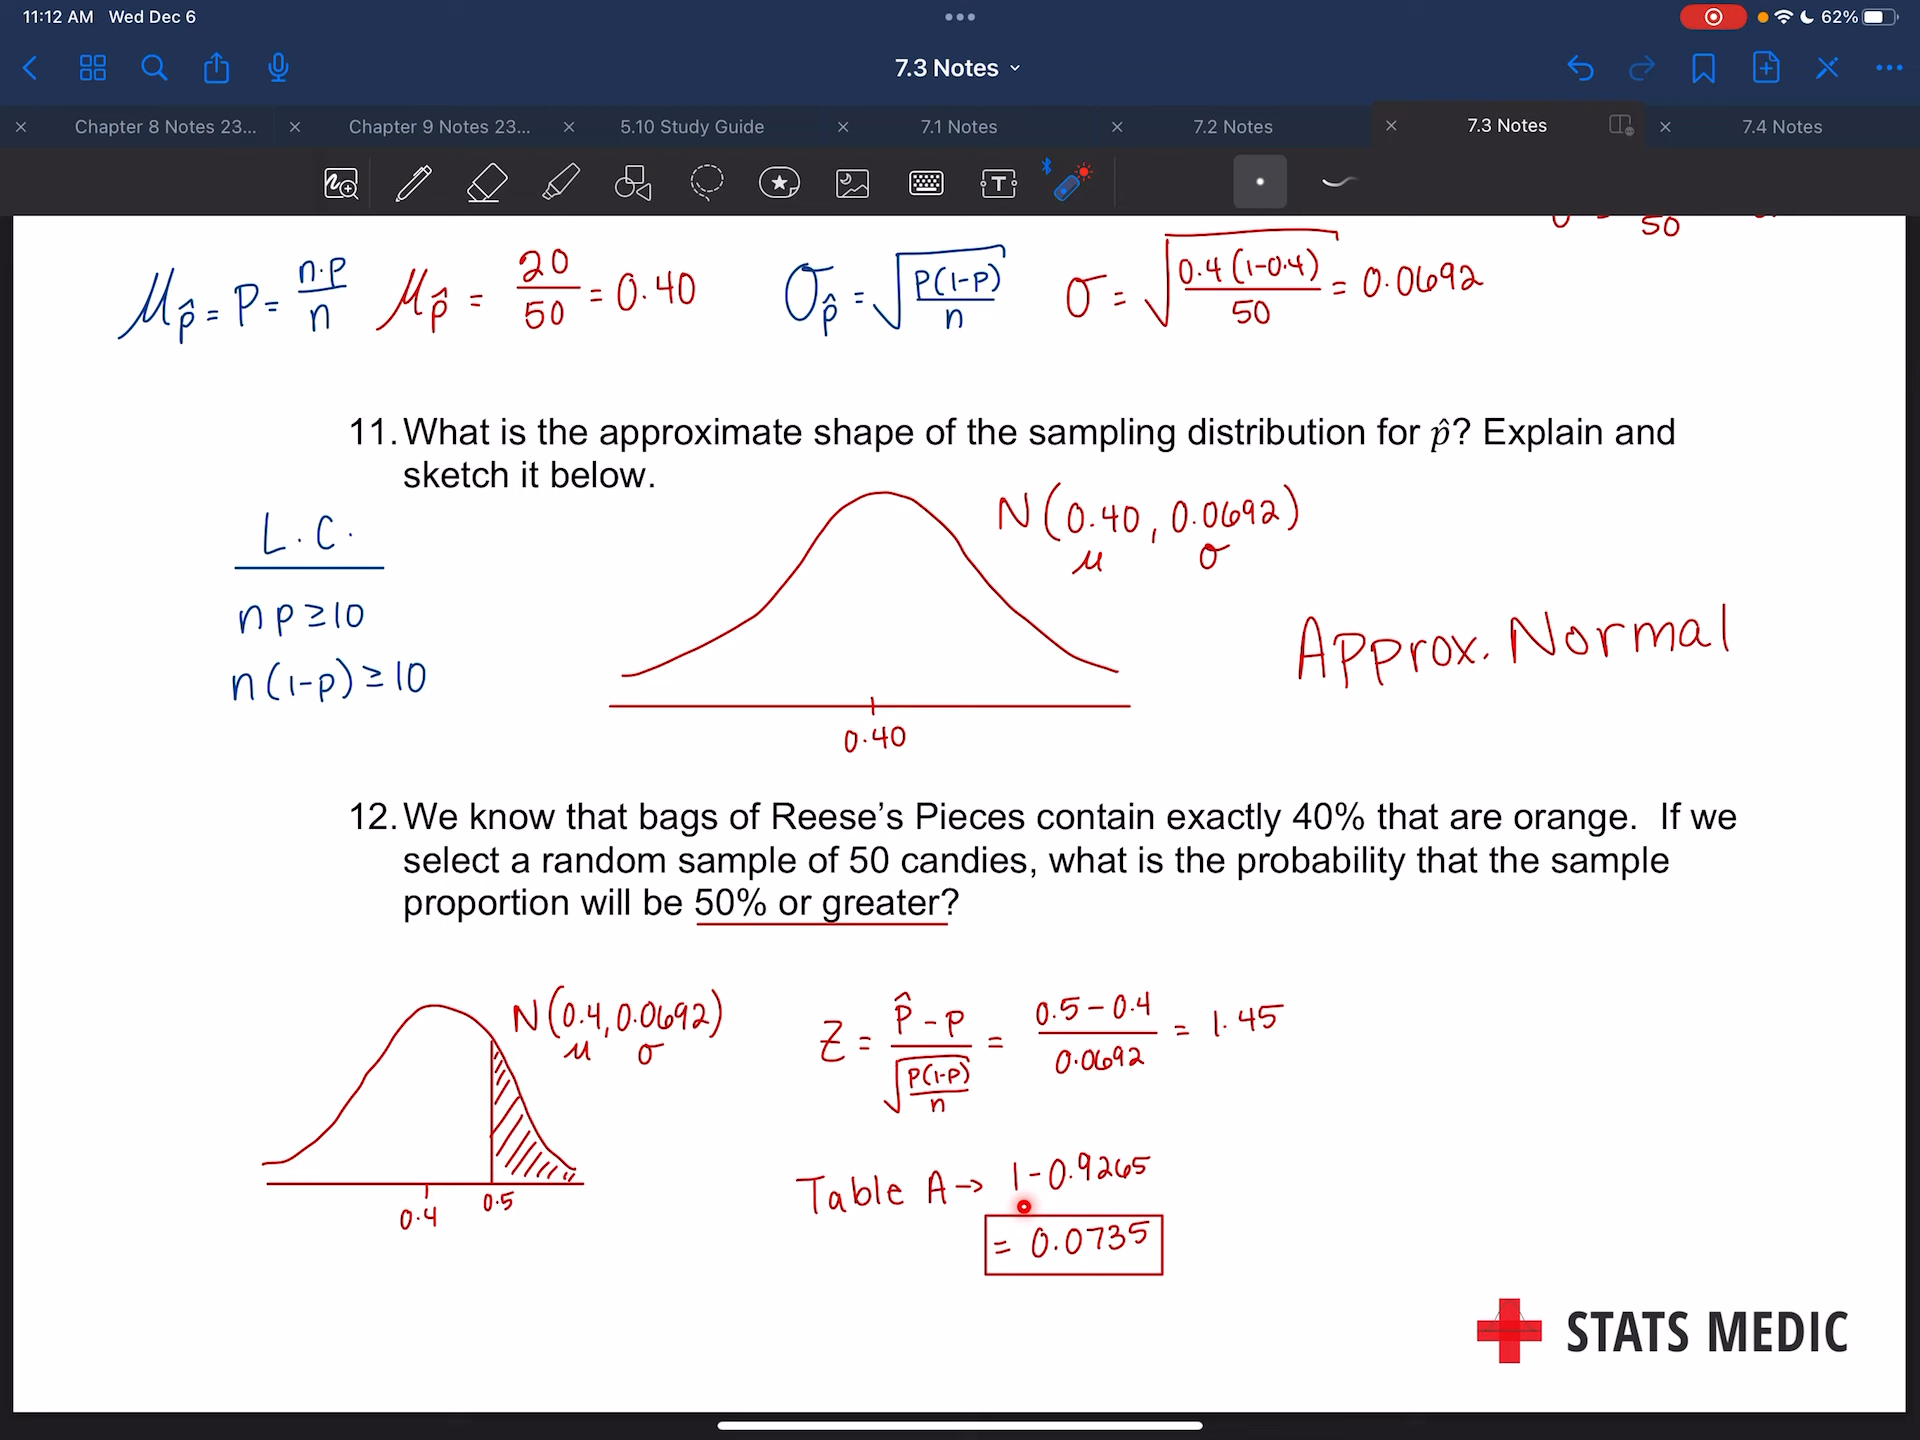 11:12 AM Wed Dec 6
62%
7.3 Notes
Chapter 8 Notes 23... Chapter 9 Notes 23... 5.10 Study Guide 7.1 Notes 7.2 Notes 7.3 Notes 7.4 Notes
50
μp̂ = p = n·p/n μp̂ = 20/50 = 0.40 σp̂ = √(p(1-p)/n) σ = √(0.4(1-0.4)/50) = 0.0692
11. What is the approximate shape of the sampling distribution for p̂? Explain and
sketch it below.
N(0.40, 0.0692)
μ σ
L.C.
np ≥ 10
n(1-p) ≥ 10
Approx. Normal
0.40
12. We know that bags of Reese's Pieces contain exactly 40% that are orange. If we
select a random sample of 50 candies, what is the probability that the sample
proportion will be 50% or greater?
N(0.4, 0.0692)
μ σ
0.4 0.5
Z = p̂ - p/√(p(1-p)/n) = 0.5 - 0.4/0.0692 = 1.45
Table A → 1 - 0.9265
= 0.0735
STATS MEDIC